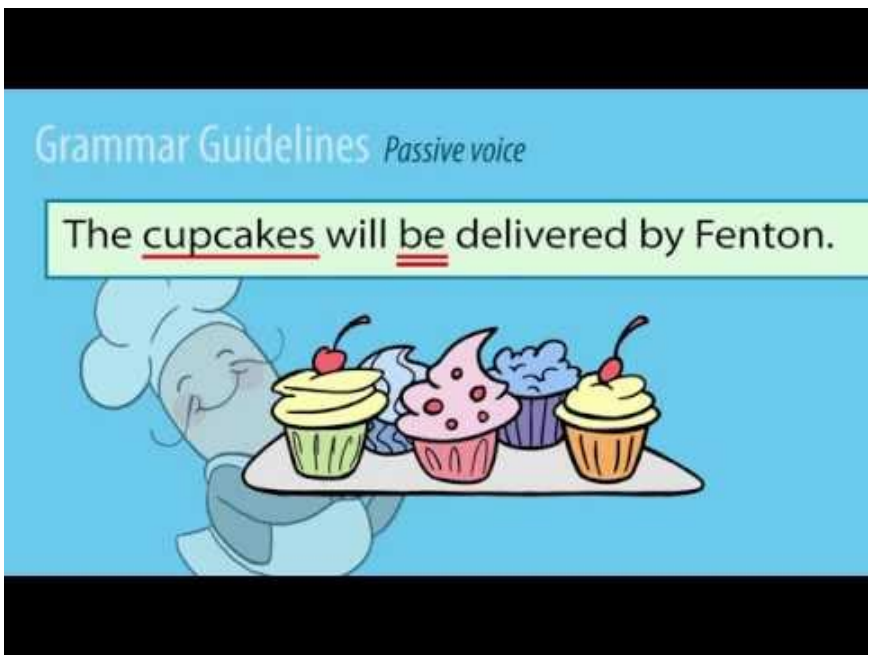 Grammar Guidelines Passive voice
The cupcakes will be delivered by Fenton.